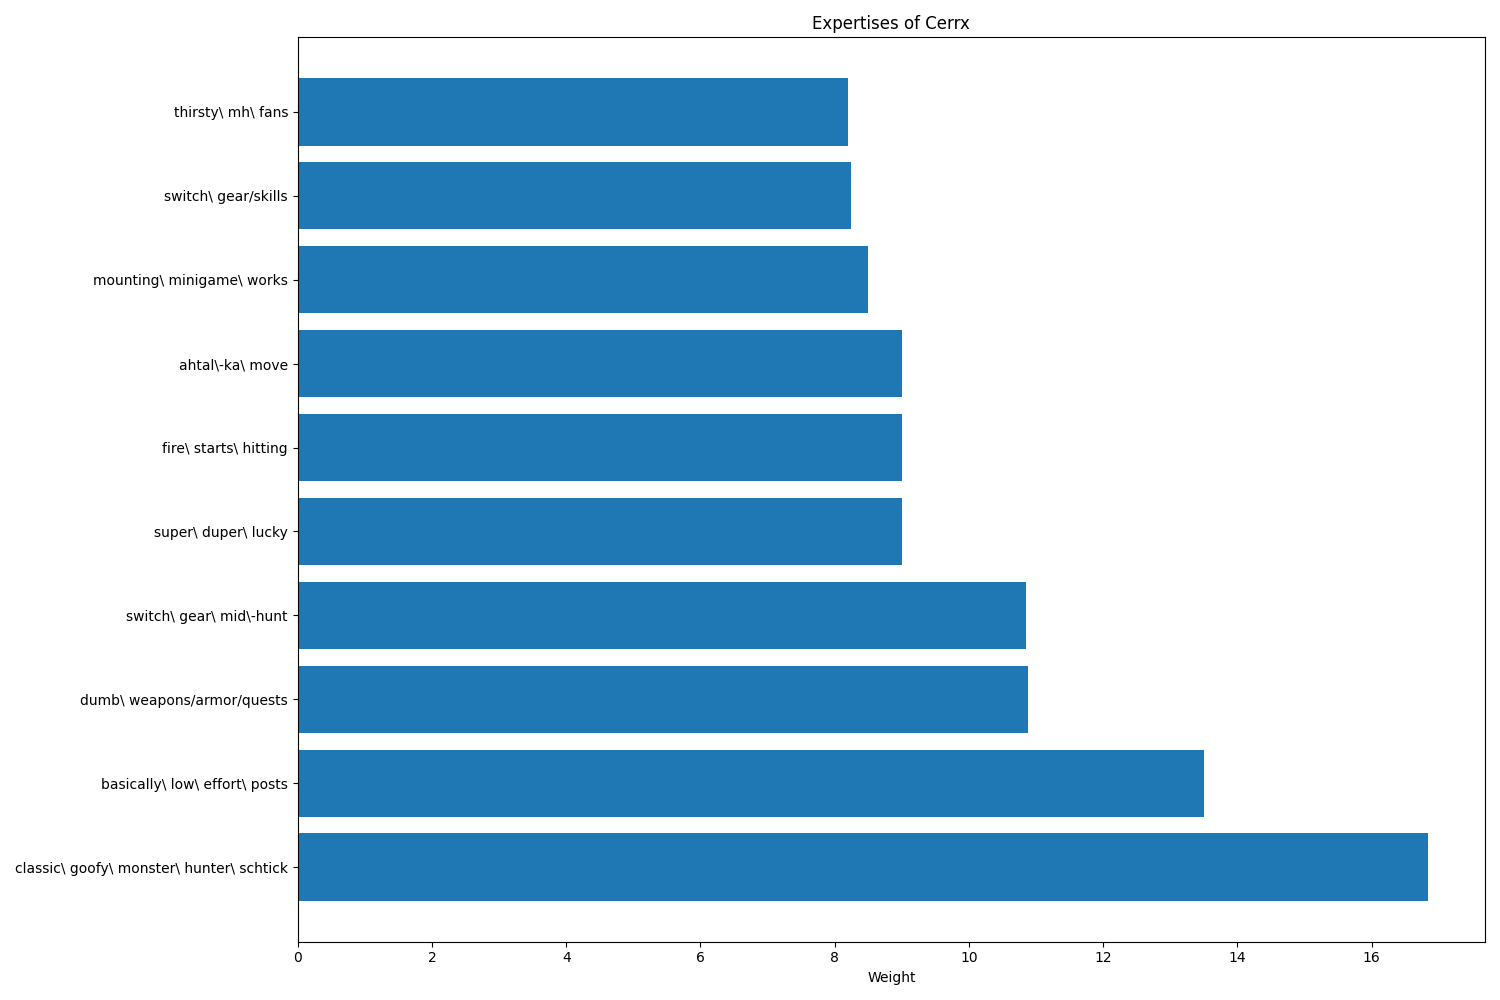 Expertises of Cerrx
thirsty\ mh\ fans
switch\ gear/skills
mounting\ minigame\ works
ahtal\-ka\ move
fire\ starts\ hitting
super\ duper\ lucky
switch\ gear\ mid\-hunt
dumb\ weapons/armor/quests
basically\ low\ effort\ posts
classic\ goofy\ monster\ hunter\ schtick
0 2 4 6 8 10 12 14 16
Weight